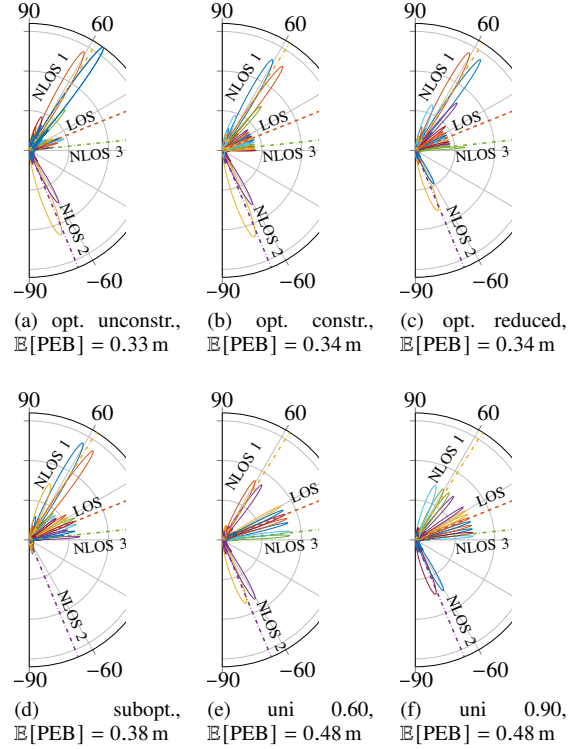 90
60
NLOS 1
LOS
NLOS 3
NLOS 2
−60
−90
(a) opt. unconstr.,
𝔼[PEB] = 0.33 m
90
60
NLOS 1
LOS
NLOS 3
NLOS 2
−60
−90
(b) opt. constr.,
𝔼[PEB] = 0.34 m
90
60
NLOS 1
LOS
NLOS 3
NLOS 2
−60
−90
(c) opt. reduced,
𝔼[PEB] = 0.34 m
90
60
NLOS 1
LOS
NLOS 3
NLOS 2
−60
−90
(d) subopt.,
𝔼[PEB] = 0.38 m
90
60
NLOS 1
LOS
NLOS 3
NLOS 2
−60
−90
(e) uni 0.60,
𝔼[PEB] = 0.48 m
90
60
NLOS 1
LOS
NLOS 3
NLOS 2
−60
−90
(f) uni 0.90,
𝔼[PEB] = 0.48 m